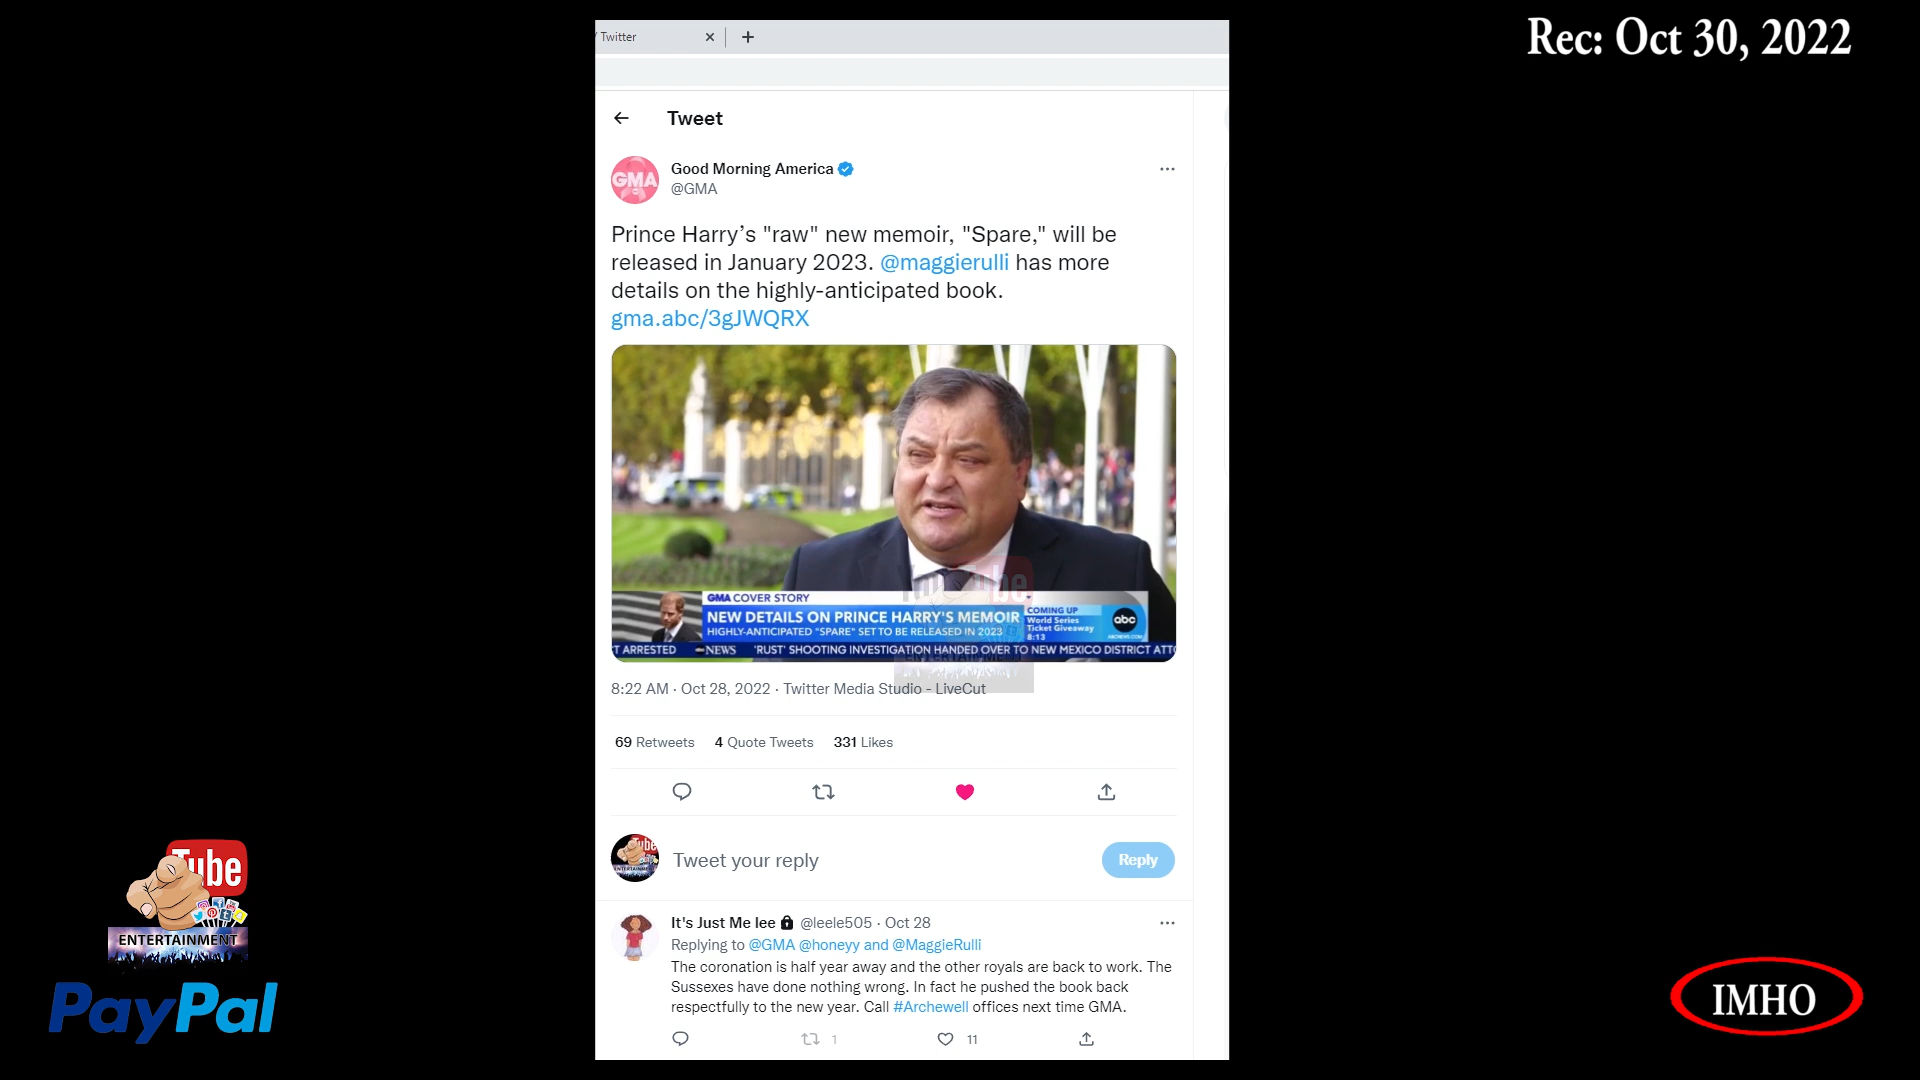 Rec: Oct 30, 2022
/ Twitter
Tweet
GMA
Good Morning America
@GMA
Prince Harry’s "raw" new memoir, "Spare," will be
released in January 2023. @maggierulli has more
details on the highly-anticipated book.
gma.abc/3gJWQRX
GMA COVER STORY
NEW DETAILS ON PRINCE HARRY'S MEMOIR
HIGHLY-ANTICIPATED "SPARE" SET TO BE RELEASED IN 2023
COMING UP
World Series
Ticket Giveaway
8:13
abc
ABCNEWS.COM
T ARRESTED abcNEWS 'RUST' SHOOTING INVESTIGATION HANDED OVER TO NEW MEXICO DISTRICT ATTO
8:22 AM · Oct 28, 2022 · Twitter Media Studio - LiveCut
69 Retweets 4 Quote Tweets 331 Likes
Tweet your reply
Reply
It's Just Me lee @leele505 · Oct 28
Replying to @GMA @honeyy and @MaggieRulli
The coronation is half year away and the other royals are back to work. The
Sussexes have done nothing wrong. In fact he pushed the book back
respectfully to the new year. Call #Archewell offices next time GMA.
1 11
Tube
ENTERTAINMENT
PayPal
IMHO